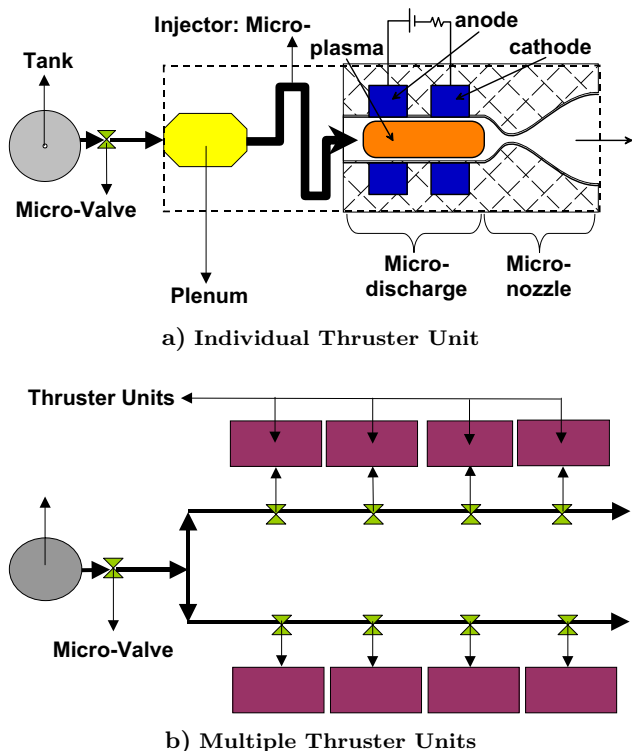 Injector: Micro-
anode
plasma
cathode
Tank
Micro-Valve
Plenum
Micro-
discharge
Micro-
nozzle
a) Individual Thruster Unit
Thruster Units
Micro-Valve
b) Multiple Thruster Units